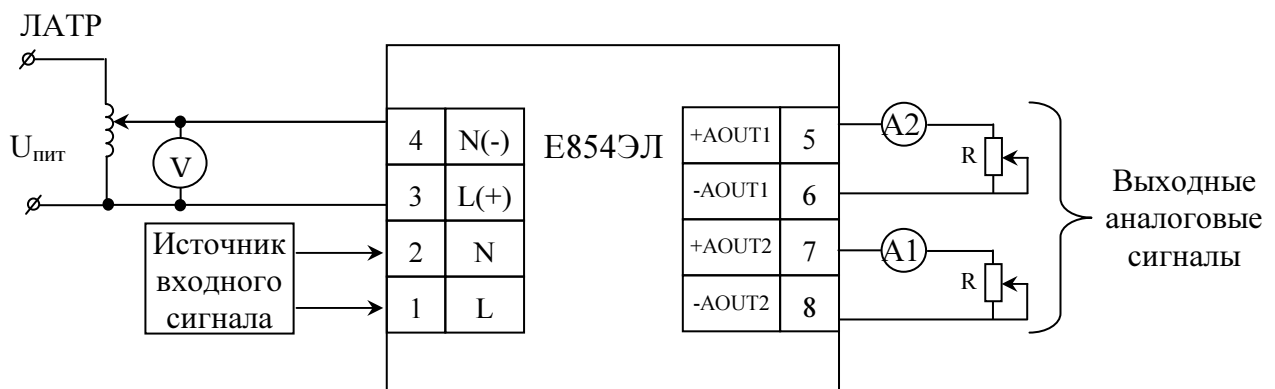 ЛАТР
Uпит
V
4 N(-)
3 L(+)
2 N
1 L
Источник
входного
сигнала
Е854ЭЛ
+AOUT1 5
-AOUT1 6
+AOUT2 7
-AOUT2 8
A2
R
A1
R
Выходные
аналоговые
сигналы